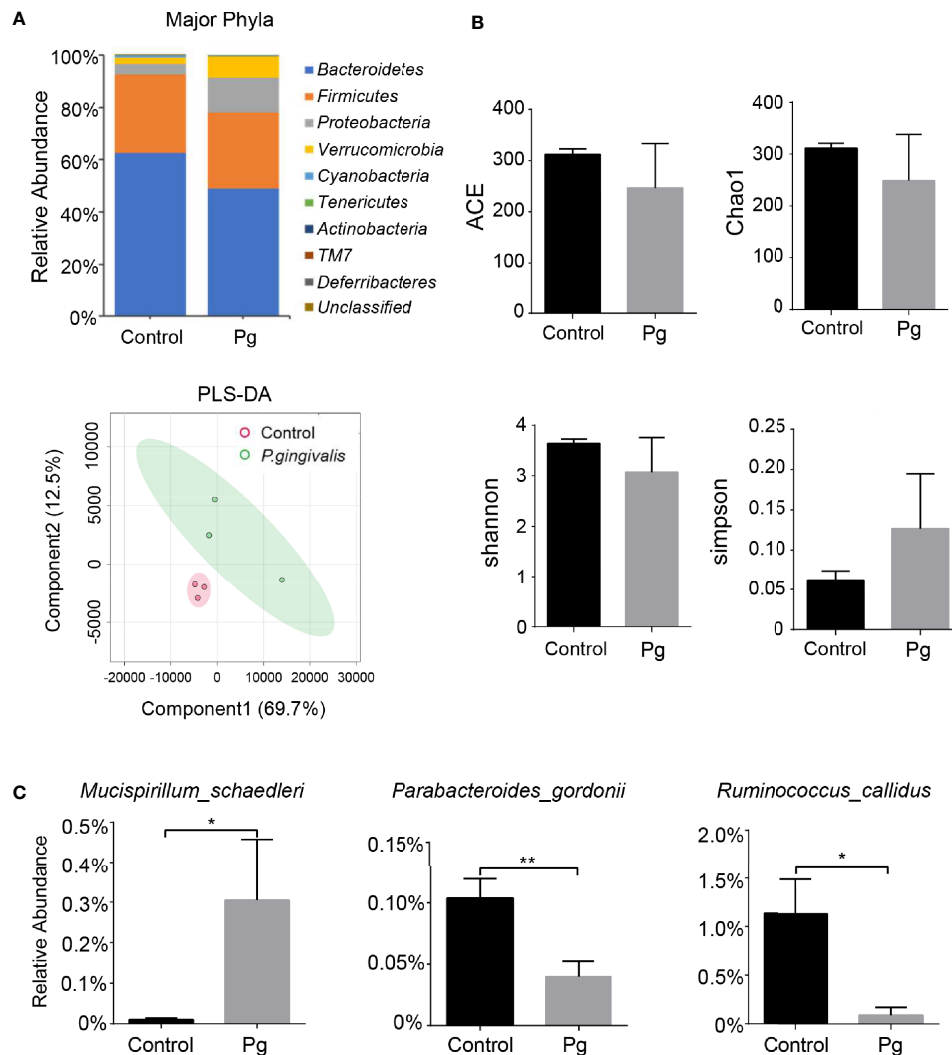 A
Major Phyla
100%
80%
60%
40%
20%
0%
Relative Abundance
Control
Pg
Bacteroidetes
Firmicutes
Proteobacteria
Verrucomicrobia
Cyanobacteria
Tenericutes
Actinobacteria
TM7
Deferribacteres
Unclassified
PLS-DA
Control
P.gingivalis
10000
5000
0
-5000
Component2 (12.5%)
-20000 -10000 0 10000 20000 30000
Component1 (69.7%)
B
400
300
200
100
0
ACE
Control
Pg
400
300
200
100
0
Chao1
Control
Pg
4
3
2
1
0
shannon
Control
Pg
0.25
0.20
0.15
0.10
0.05
0.00
simpson
Control
Pg
C
Mucispirillum_schaedleri
0.5%
0.4%
0.3%
0.2%
0.1%
0%
Relative Abundance
*
Control
Pg
Parabacteroides_gordonii
0.15%
0.10%
0.05%
0%
**
Control
Pg
Ruminococcus_callidus
2.0%
1.5%
1.0%
0.5%
0%
*
Control
Pg